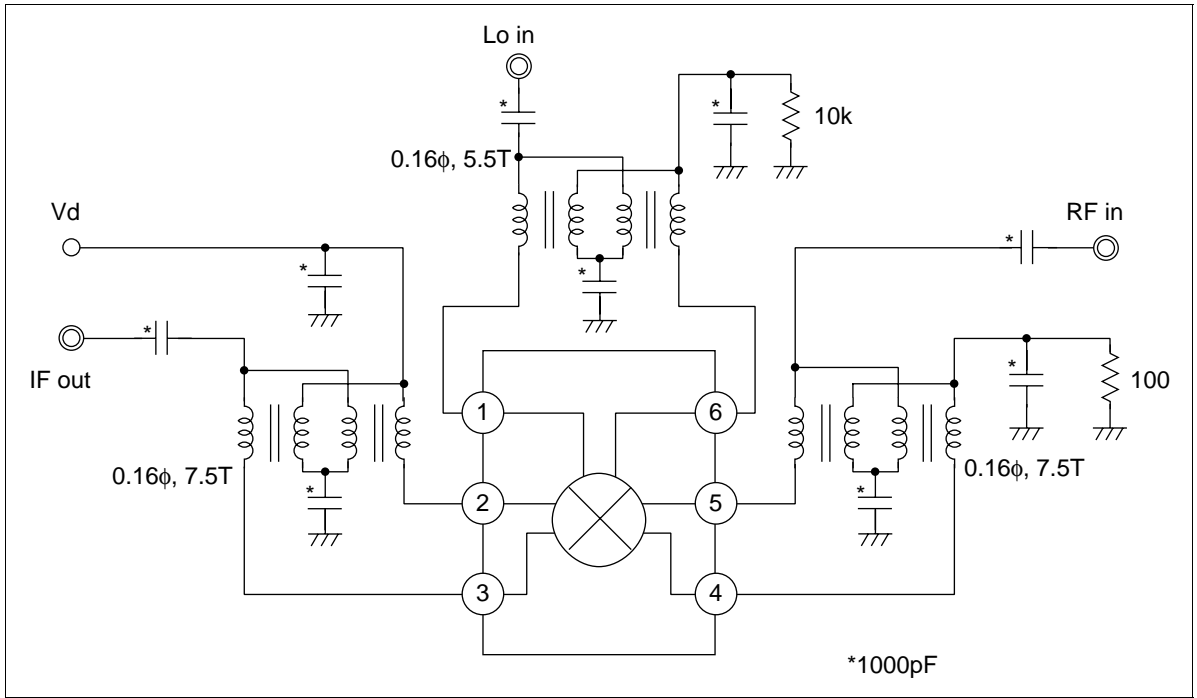 Lo in
*
*
10k
0.16ϕ, 5.5T
Vd
RF in
*
*
*
*
IF out
*
100
1
6
0.16ϕ, 7.5T
0.16ϕ, 7.5T
*
2
5
*
3
4
*1000pF